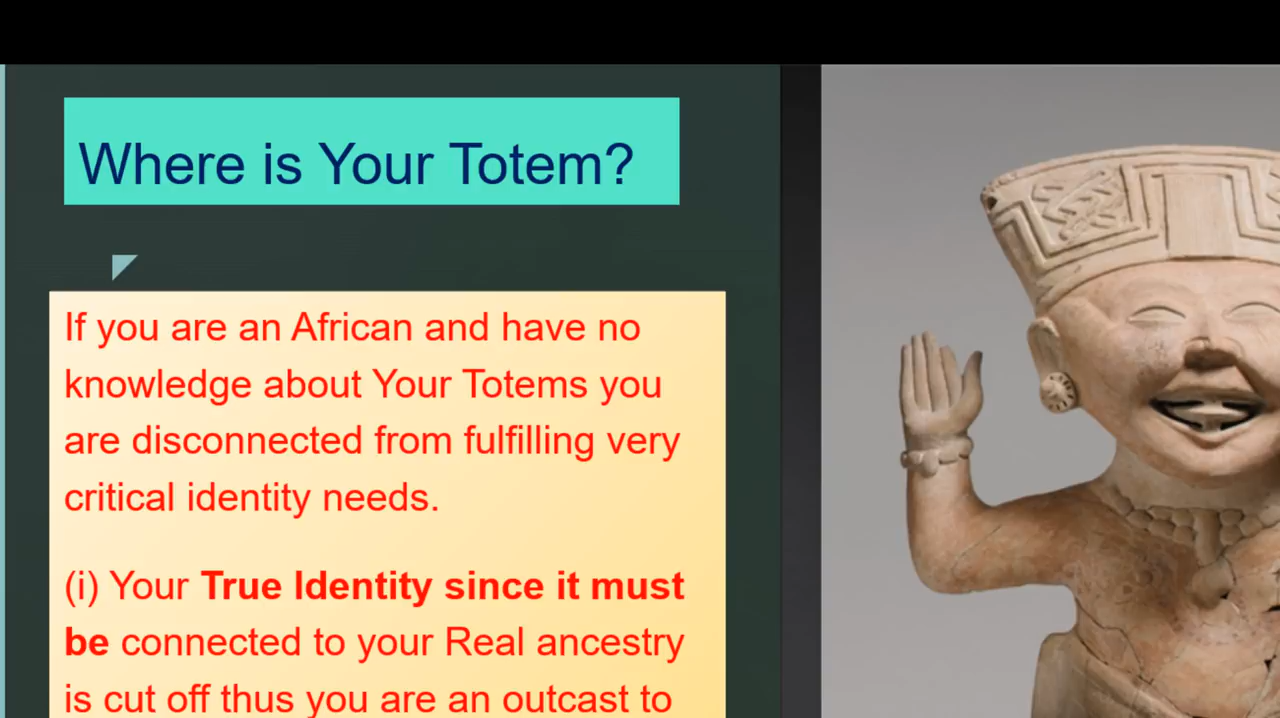 Where is Your Totem?
If you are an African and have no
knowledge about Your Totems you
are disconnected from fulfilling very
critical identity needs.
(i) Your True Identity since it must
be connected to your Real ancestry
is cut off thus you are an outcast to